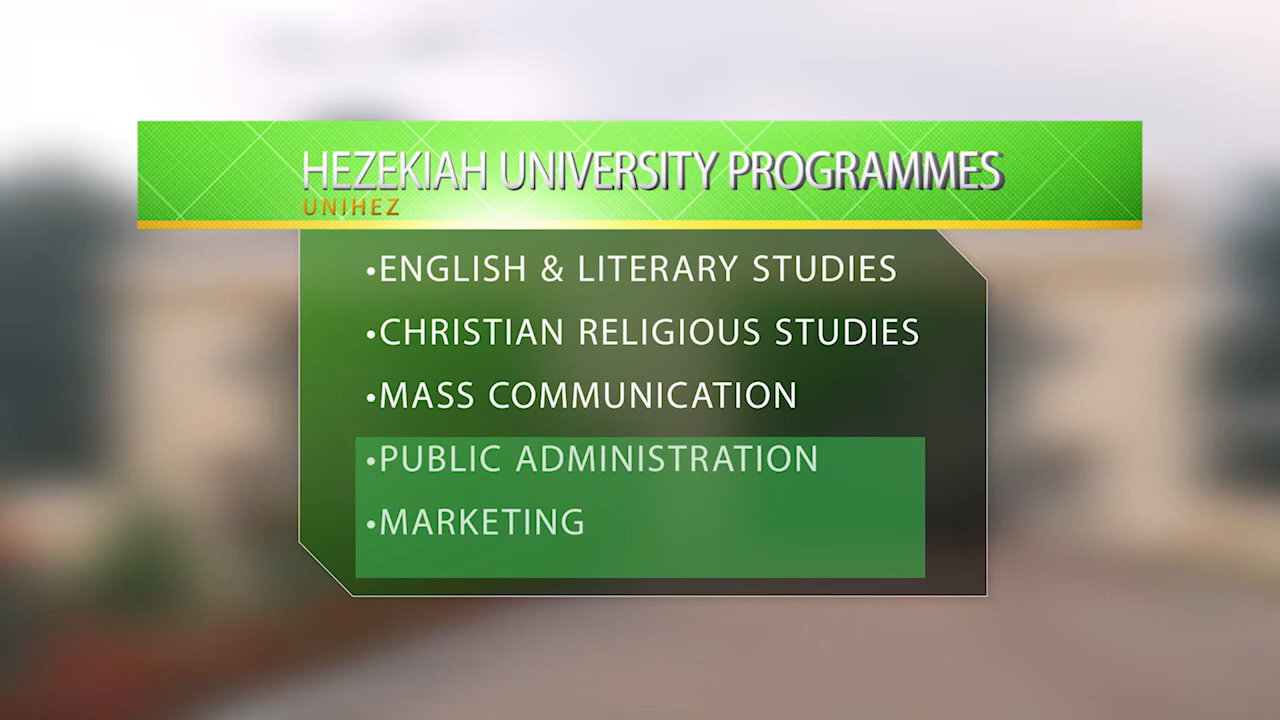 HEZEKIAH UNIVERSITY PROGRAMMES
UNIHEZ
•ENGLISH & LITERARY STUDIES
•CHRISTIAN RELIGIOUS STUDIES
•MASS COMMUNICATION
•PUBLIC ADMINISTRATION
•MARKETING